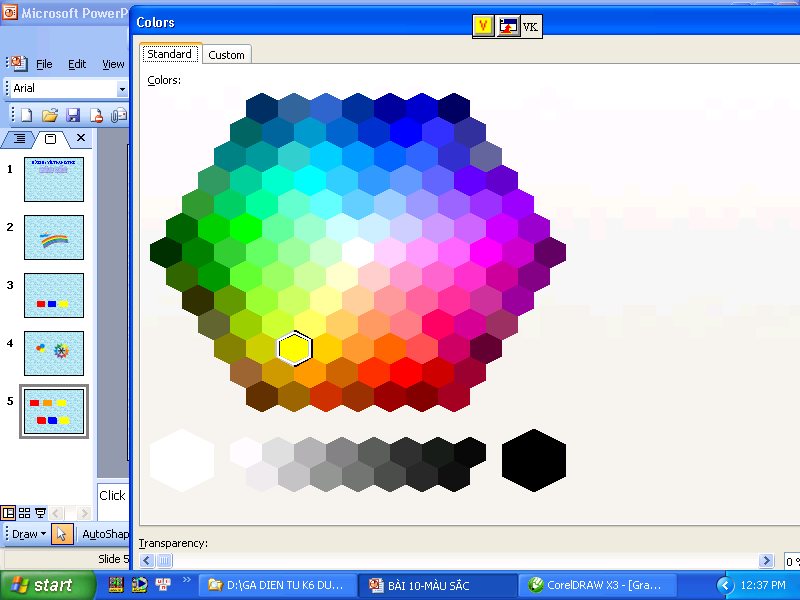 Microsoft PowerP
Colors
V
VK
File
Edit
View
Standard
Custom
Arial
Colors:
1
2
3
4
5
Click
Draw
AutoShap
Slide 5
Transparency:
0 %
start
D:\GA DIEN TU K6 DU...
BÀI 10-MÀU SẮC
CorelDRAW X3 - [Gra...
12:37 PM